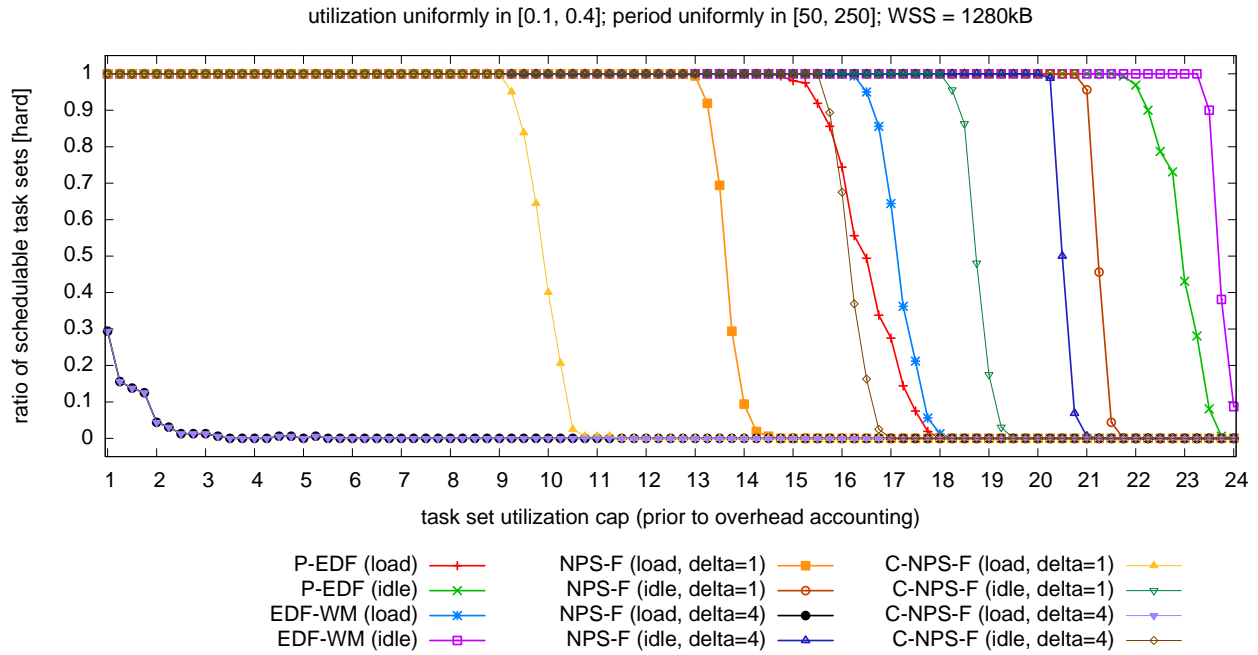 utilization uniformly in [0.1, 0.4]; period uniformly in [50, 250]; WSS = 1280kB
ratio of schedulable task sets [hard]
1
0.9
0.8
0.7
0.6
0.5
0.4
0.3
0.2
0.1
0
1 2 3 4 5 6 7 8 9 10 11 12 13 14 15 16 17 18 19 20 21 22 23 24
task set utilization cap (prior to overhead accounting)
P-EDF (load)
P-EDF (idle)
EDF-WM (load)
EDF-WM (idle)
NPS-F (load, delta=1)
NPS-F (idle, delta=1)
NPS-F (load, delta=4)
NPS-F (idle, delta=4)
C-NPS-F (load, delta=1)
C-NPS-F (idle, delta=1)
C-NPS-F (load, delta=4)
C-NPS-F (idle, delta=4)